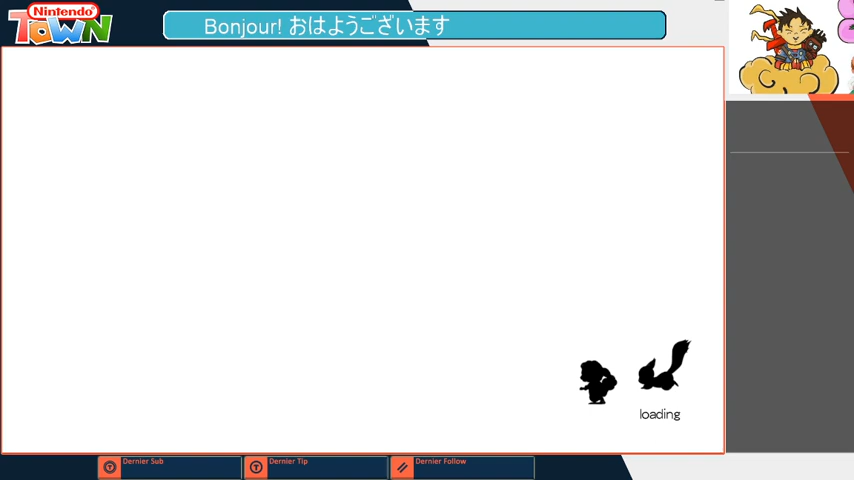 Nintendo
TOWN
Bonjour! おはようございます
loading
Dernier Sub
Dernier Tip
Dernier Follow